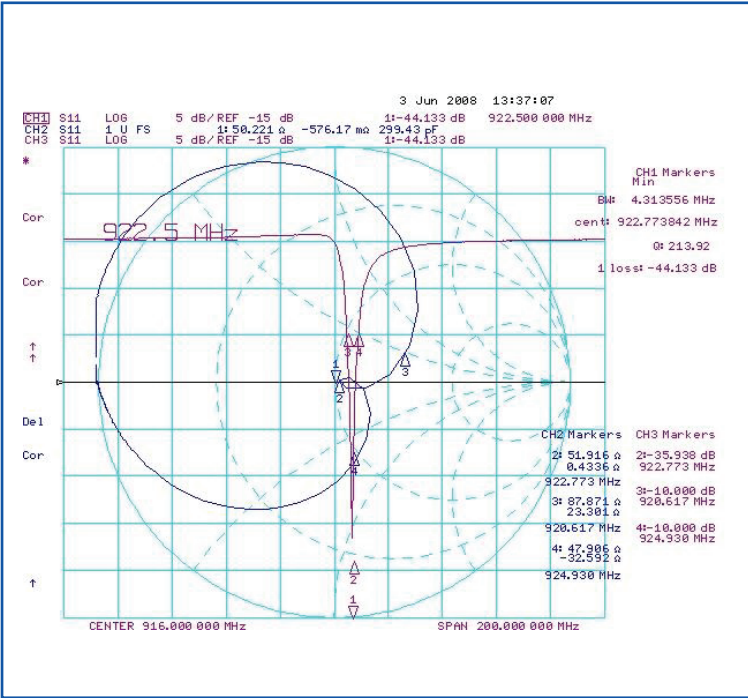 3 Jun 2008 13:37:07
CH1 S11 LOG 5 dB/REF -15 dB 1:-44.133 dB 922.500 000 MHz
CH2 S11 1 U FS 1:50.221 Ω -576.17 mΩ 299.43 pF
CH3 S11 LOG 5 dB/REF -15 dB 1:-44.133 dB
*
CH1 Markers
Min
BW: 4.313556 MHz
Cor
cent: 922.773842 MHz
922.5 MHz
Q: 213.92
1 loss: -44.133 dB
Cor
↑
↑
3 4
1
3
2
Del
CH2 Markers CH3 Markers
Cor
2: 51.916 Ω 2:-35.938 dB
0.4336 Ω 922.773 MHz
922.773 MHz
4
3: 87.871 Ω 3:-10.000 dB
23.301 Ω 920.617 MHz
920.617 MHz 4:-10.000 dB
924.930 MHz
4: 47.906 Ω
-32.592 Ω
924.930 MHz
↑
2
1
CENTER 916.000 000 MHz SPAN 200.000 000 MHz